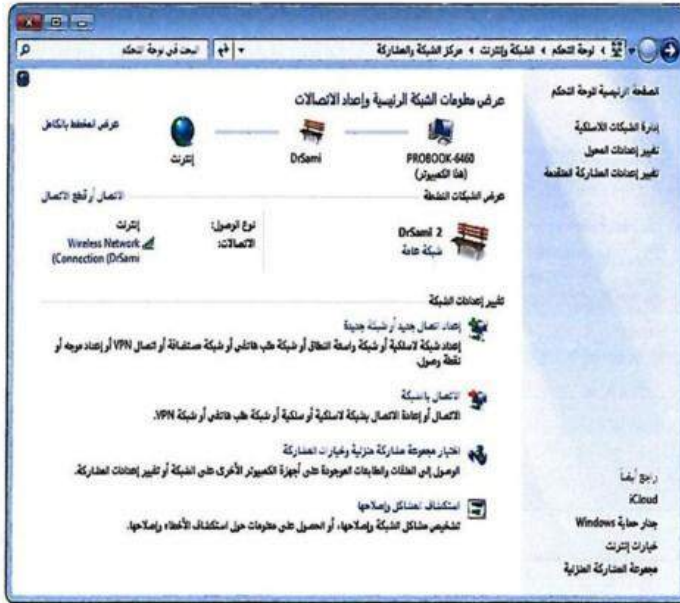 لوحة التحكم ‹ الشبكة وإنترنت ‹ مركز الشبكة والمشاركة
البحث في لوحة التحكم
الصفحة الرئيسية للوحة التحكم
إدارة الشبكات اللاسلكية
تغيير إعدادات المحول
تغيير إعدادات المشاركة المتقدمة
عرض معلومات الشبكة الرئيسية وإعداد الاتصالات
عرض المخطط بالكامل
PROBOOK-6460
(هذا الكمبيوتر)
DrSami
إنترنت
عرض الشبكات النشطة
الاتصال أو قطع الاتصال
DrSami 2
شبكة عامة
نوع الوصول:
إنترنت
الاتصالات:
Wireless Network
(Connection (DrSami
تغيير إعدادات الشبكة
إعداد اتصال جديد أو شبكة جديدة
إعداد شبكة لاسلكية أو شبكة واسعة النطاق أو شبكة طلب هاتفي أو شبكة مستضافة أو اتصال VPN أو إعداد موجه أو
نقطة وصول.
الاتصال بالشبكة
الاتصال أو إعادة الاتصال بشبكة لاسلكية أو سلكية أو شبكة طلب هاتفي أو شبكة VPN.
اختيار مجموعة مشاركة منزلية وخيارات المشاركة
الوصول إلى الملفات والطابعات الموجودة على أجهزة الكمبيوتر الأخرى على الشبكة أو تغيير إعدادات المشاركة.
استكشاف المشاكل وإصلاحها
تشخيص مشاكل الشبكة وإصلاحها، أو الحصول على معلومات حول استكشاف الأخطاء وإصلاحها.
راجع أيضاً
iCloud
جدار حماية Windows
خيارات إنترنت
مجموعة المشاركة المنزلية